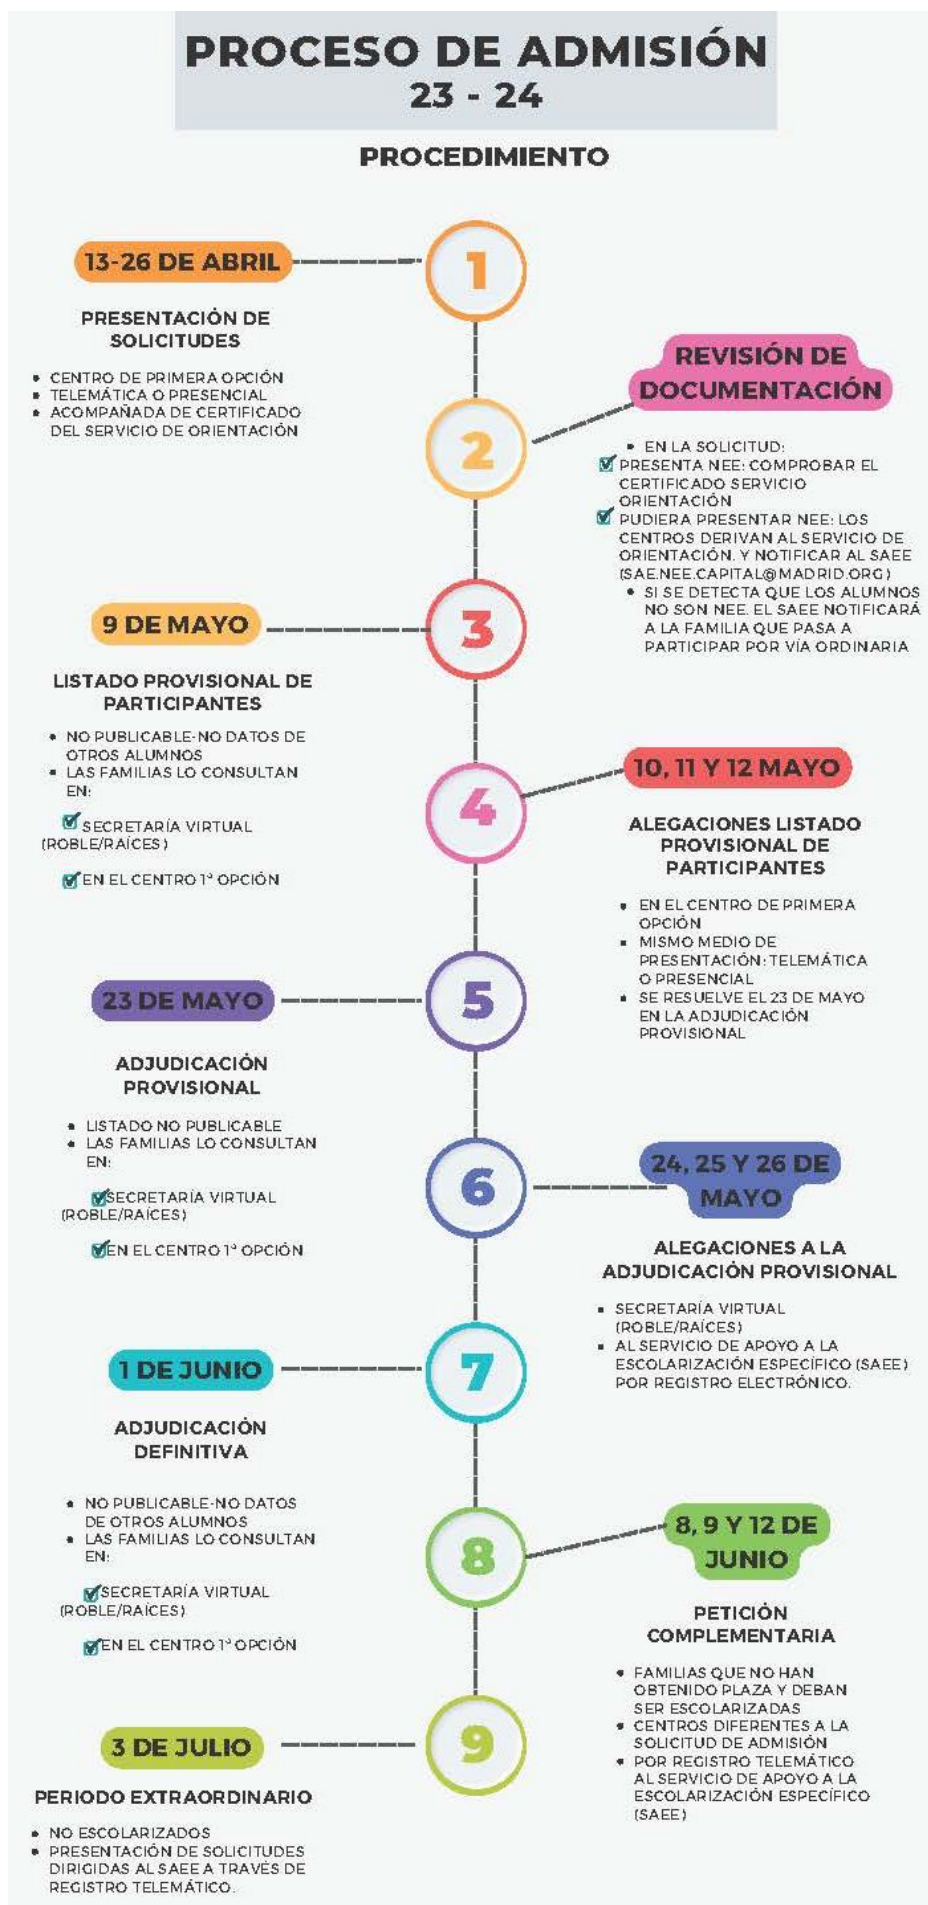 PROCESO DE ADMISIÓN
23 - 24
PROCEDIMIENTO
1
13-26 DE ABRIL
PRESENTACIÓN DE
SOLICITUDES
CENTRO DE PRIMERA OPCIÓN
TELEMÁTICA O PRESENCIAL
ACOMPAÑADA DE CERTIFICADO
DEL SERVICIO DE ORIENTACIÓN
2
REVISIÓN DE
DOCUMENTACIÓN
EN LA SOLICITUD:
PRESENTA NEE: COMPROBAR EL
CERTIFICADO SERVICIO
ORIENTACIÓN
PUDIERA PRESENTAR NEE: LOS
CENTROS DERIVAN AL SERVICIO DE
ORIENTACIÓN. Y NOTIFICAR AL SAEE
(SAE.NEE.CAPITAL@MADRID.ORG)
SI SE DETECTA QUE LOS ALUMNOS
NO SON NEE. EL SAEE NOTIFICARÁ
A LA FAMILIA QUE PASA A
PARTICIPAR POR VÍA ORDINARIA
3
9 DE MAYO
LISTADO PROVISIONAL DE
PARTICIPANTES
NO PUBLICABLE-NO DATOS DE
OTROS ALUMNOS
LAS FAMILIAS LO CONSULTAN
EN:
SECRETARÍA VIRTUAL
(ROBLE/RAÍCES)
EN EL CENTRO 1ª OPCIÓN
4
10, 11 Y 12 MAYO
ALEGACIONES LISTADO
PROVISIONAL DE
PARTICIPANTES
EN EL CENTRO DE PRIMERA
OPCIÓN
MISMO MEDIO DE
PRESENTACIÓN: TELEMÁTICA
O PRESENCIAL
SE RESUELVE EL 23 DE MAYO
EN LA ADJUDICACIÓN
PROVISIONAL
5
23 DE MAYO
ADJUDICACIÓN
PROVISIONAL
LISTADO NO PUBLICABLE
LAS FAMILIAS LO CONSULTAN
EN:
SECRETARÍA VIRTUAL
(ROBLE/RAÍCES)
EN EL CENTRO 1ª OPCIÓN
6
24, 25 Y 26 DE
MAYO
ALEGACIONES A LA
ADJUDICACIÓN PROVISIONAL
SECRETARÍA VIRTUAL
(ROBLE/RAÍCES)
AL SERVICIO DE APOYO A LA
ESCOLARIZACIÓN ESPECÍFICO (SAEE)
POR REGISTRO ELECTRÓNICO.
7
1 DE JUNIO
ADJUDICACIÓN
DEFINITIVA
NO PUBLICABLE-NO DATOS
DE OTROS ALUMNOS
LAS FAMILIAS LO CONSULTAN
EN:
SECRETARÍA VIRTUAL
(ROBLE/RAÍCES)
EN EL CENTRO 1ª OPCIÓN
8
8, 9 Y 12 DE
JUNIO
PETICIÓN
COMPLEMENTARIA
FAMILIAS QUE NO HAN
OBTENIDO PLAZA Y DEBAN
SER ESCOLARIZADAS
CENTROS DIFERENTES A LA
SOLICITUD DE ADMISIÓN
POR REGISTRO TELEMÁTICO
AL SERVICIO DE APOYO A LA
ESCOLARIZACIÓN ESPECÍFICO
(SAEE)
9
3 DE JULIO
PERIODO EXTRAORDINARIO
NO ESCOLARIZADOS
PRESENTACIÓN DE SOLICITUDES
DIRIGIDAS AL SAEE A TRAVÉS DE
REGISTRO TELEMÁTICO.